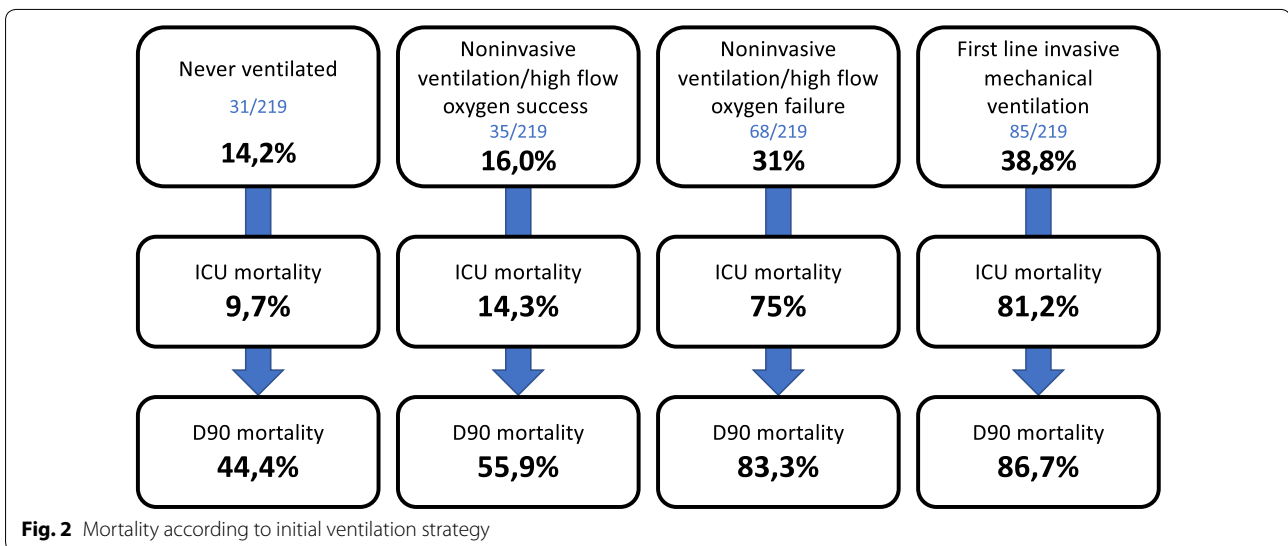 Never ventilated
31/219
14,2%
Noninvasive
ventilation/high flow
oxygen success
35/219
16,0%
Noninvasive
ventilation/high flow
oxygen failure
68/219
31%
First line invasive
mechanical
ventilation
85/219
38,8%
ICU mortality
9,7%
ICU mortality
14,3%
ICU mortality
75%
ICU mortality
81,2%
D90 mortality
44,4%
D90 mortality
55,9%
D90 mortality
83,3%
D90 mortality
86,7%
Fig. 2 Mortality according to initial ventilation strategy